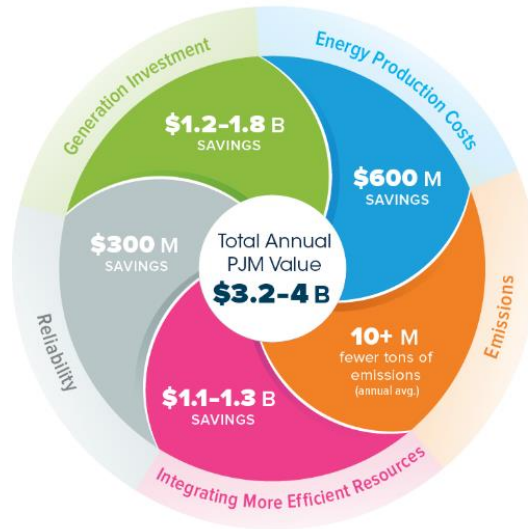 Generation Investment
Energy Production Costs
$1.2–1.8 B
SAVINGS
$600 M
SAVINGS
$300 M
SAVINGS
Total Annual
PJM Value
$3.2–4 B
Reliability
Emissions
10+ M
fewer tons of
emissions
(annual avg.)
$1.1–1.3 B
SAVINGS
Integrating More Efficient Resources